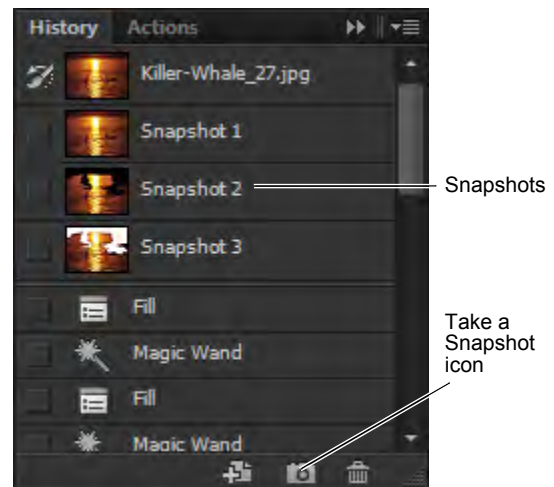 History Actions
Killer-Whale_27.jpg
Snapshot 1
Snapshot 2
Snapshots
Snapshot 3
Fill
Magic Wand
Take a
Snapshot
icon
Fill
Magic Wand